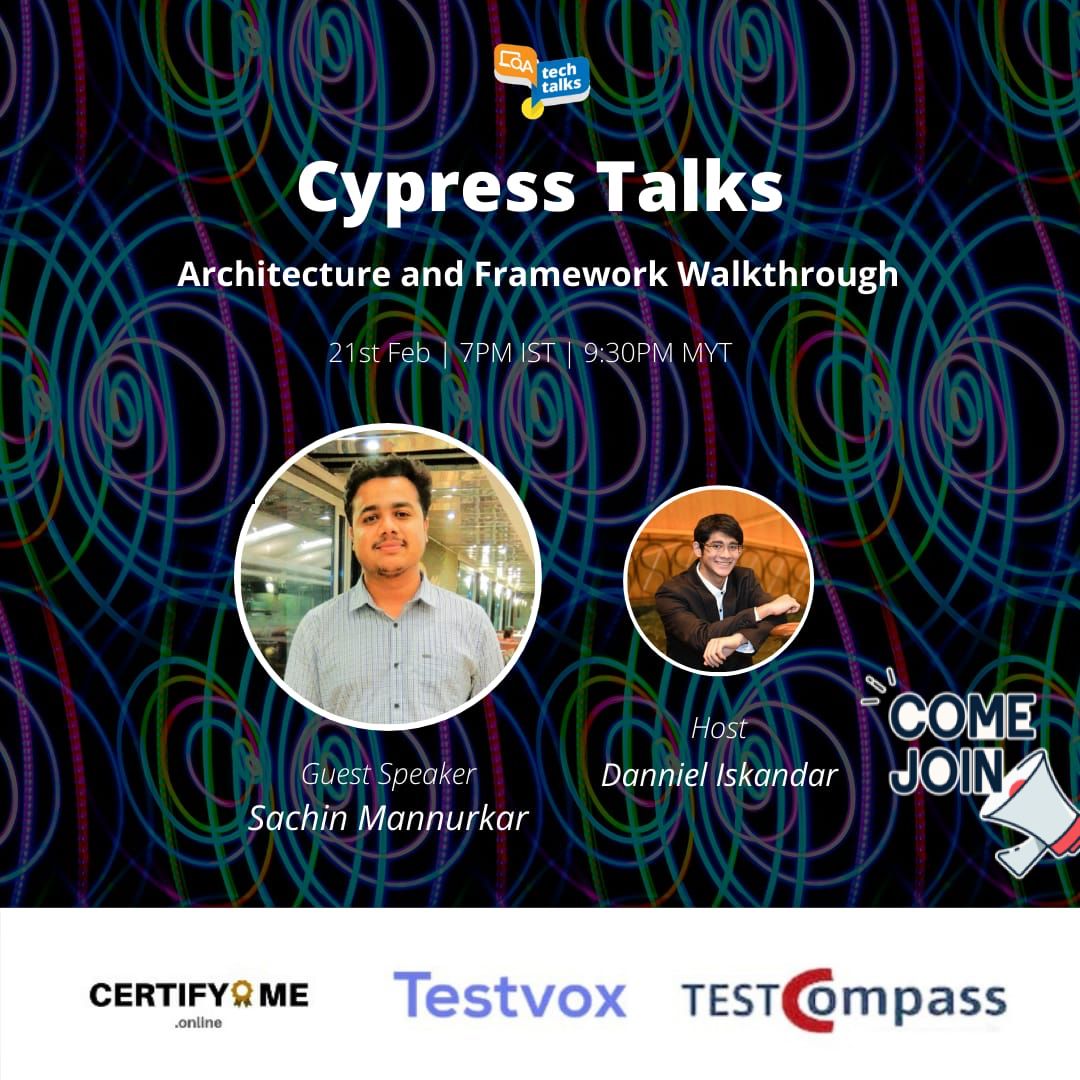 QA
tech
talks
Cypress Talks
Architecture and Framework Walkthrough
21st Feb | 7PM IST | 9:30PM MYT
Host
Danniel Iskandar
Guest Speaker
Sachin Mannurkar
COME
JOIN
CERTIFY ME
.online
Testvox
TESTCompass